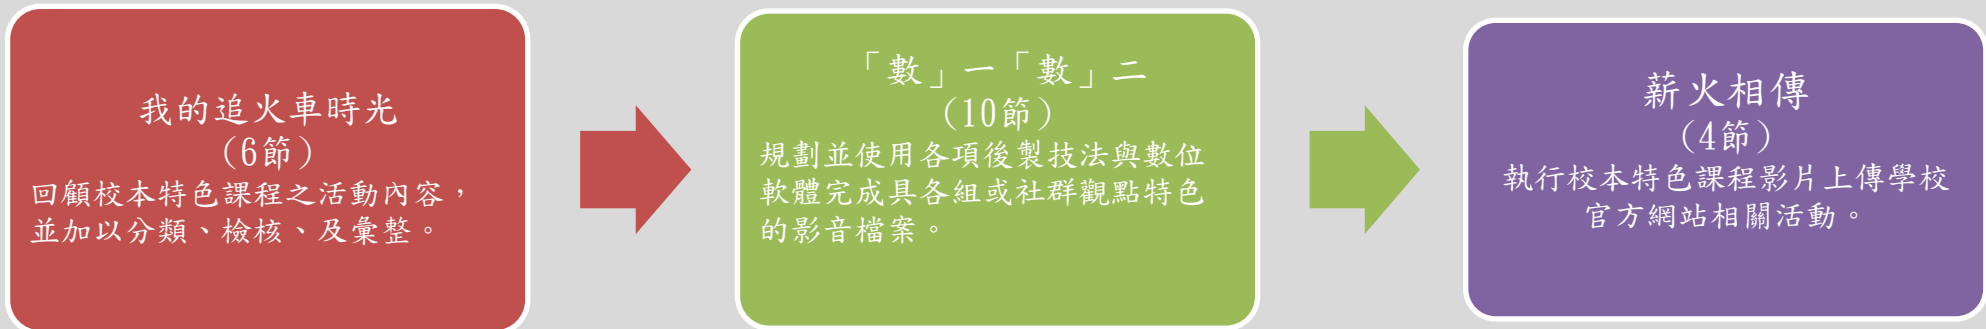 我的追火車時光
(6節)
回顧校本特色課程之活動內容，
並加以分類、檢核、及彙整。
「數」一「數」二
(10節)
規劃並使用各項後製技法與數位
軟體完成具各組或社群觀點特色
的影音檔案。
薪火相傳
(4節)
執行校本特色課程影片上傳學校
官方網站相關活動。